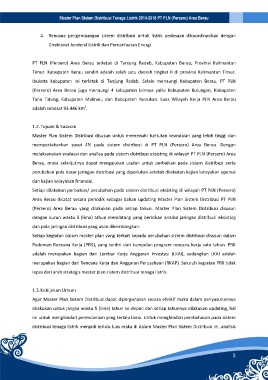 Master Plan Sistem Distribusi Tenaga Listrik 2014-2018 PT PLN (Persero) Area Berau
4. Rencana pengembangan sistem distribusi untuk listrik pedesaan dikoordinasikan dengan
Direktorat Jenderal Listrik dan Pemanfaatan Energi
PT PLN (Persero) Area Berau terletak di Tanjung Redeb, Kabupaten Berau, Provinsi Kalimantan
Timur. Kabupaten Berau sendiri adalah salah satu daerah tingkat II di provinsi Kalimantan Timur.
Ibukota kabupaten ini terletak di Tanjung Redeb. Selain menaungi Kabupaten Berau, PT PLN
(Persero) Area Berau juga menaungi 4 kabupaten lainnya yaitu Kabupaten Bulungan, Kabupaten
Tana Tidung, Kabupaten Malinau, dan Kabupaten Nunukan. Luas Wilayah Kerja PLN Area Berau
adalah sebesar 93.446 km².
1.2. Tujuan & Sasaran
Master Plan Sistem Distribusi disusun untuk memenuhi tuntutan keandalan yang lebih tinggi dan
mempertahankan susut 4% pada sistem distribusi di PT PLN (Persero) Area Berau. Dengan
melaksanakan evaluasi dan analisa pada sistem distribusi eksisting di wilayah PT PLN (Persero) Area
Berau, maka selanjutnya dapat mengajukan usulan untuk perbaikan pada sistem distribusi serta
perubahan pola dasar jaringan distribusi yang diperlukan setelah dilakukan kajian kelayakan operasi
dan kajian kelayakan finansial.
Setiap dilakukan perbaikan/ perubahan pada sistem distribusi eksisting di wilayah PT PLN (Persero)
Area Berau dicatat secara periodik sebagai bahan updating Master Plan Sistem Distribusi PT PLN
(Persero) Area Berau yang dilakukan pada setiap tahun. Master Plan Sistem Distribusi disusun
dengan kurun waktu 5 (lima) tahun mendatang yang berisikan analisa jaringan distribusi eksisting
dan pola jaringan distribusi yang akan dikembangkan.
Setiap kegiatan dalam master plan yang terkait kepada perubahan sistem distribusi disusun dalam
Pedoman Rencana Kerja (PRK), yang terdiri dari kumpulan program rencana kerja satu tahun. PRK
adalah merupakan bagian dari Lembar Kerja Anggaran Investasi (LKAI), sedangkan LKAI adalah
merupakan bagian dari Rencana Kerja dan Anggaran Perusahaan (RKAP). Seluruh kegiatan PRK tidak
lepas dari arah strategis master plan sistem distribusi tenaga listrik.
1.3. Kebijakan Umum
Agar Master Plan Sistem Distribusi dapat dipergunakan secara efektif maka dalam penyusunannya
dilakukan untuk jangka waktu 5 (lima) tahun ke depan dan setiap tahunnya dilakukan updating, hal
ini untuk menghindari perencanaan yang terlalu lama. Untuk menghindari pembahasan pada sistem
distribusi tenaga listrik menjadi terlalu luas maka di dalam Master Plan Sistem Distribusi ini, analisis
3